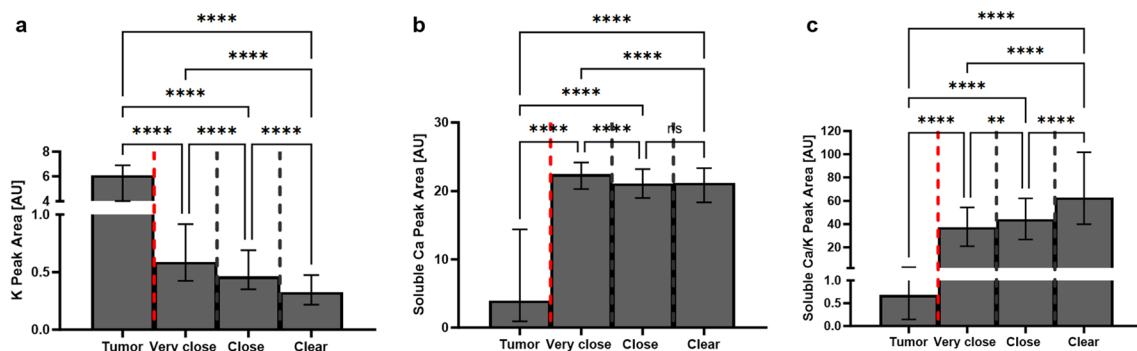 a
****
****
****
**** **** ****
K Peak Area [AU]
8
6
4
1.0
0.5
0.0
Tumor Very close Close Clear
b
****
****
****
**** **** ns
Soluble Ca Peak Area [AU]
30
20
10
0
Tumor Very close Close Clear
c
****
****
****
**** ** ****
Soluble Ca/K Peak Area [AU]
120
100
80
60
40
20
1.0
0.5
0.0
Tumor Very close Close Clear